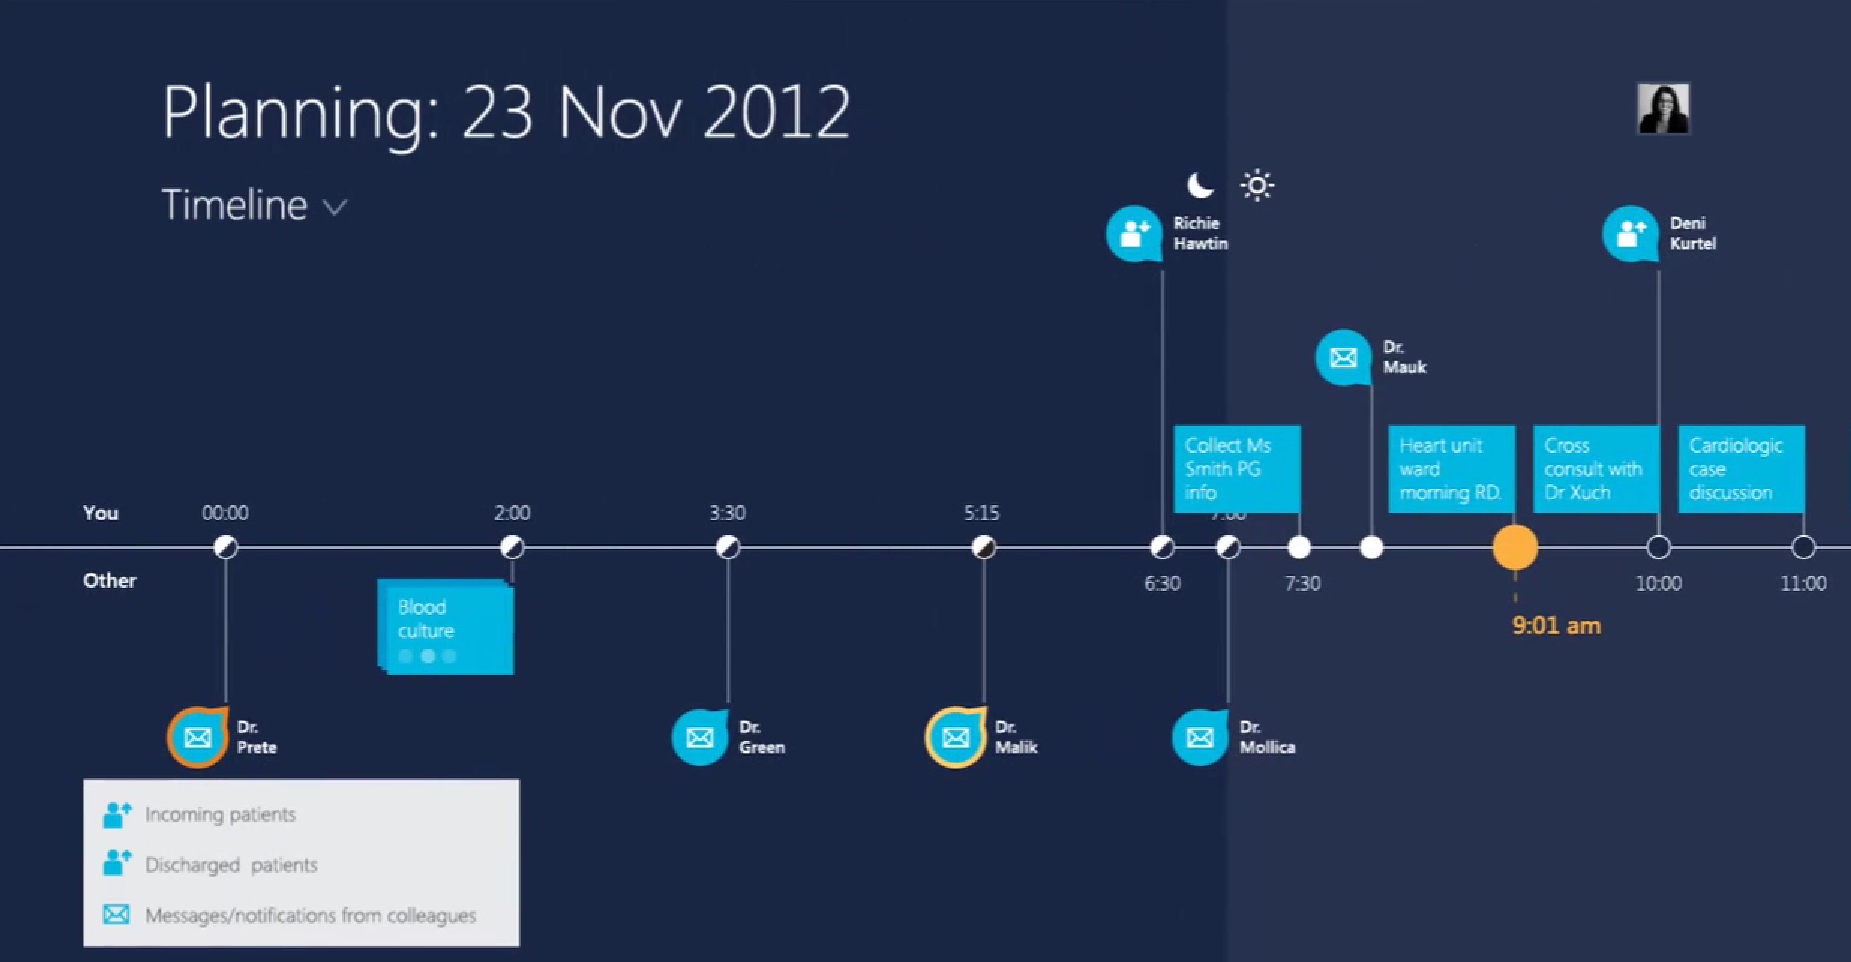 Planning: 23 Nov 2012
Timeline
Richie
Hawtin
Deni
Kurtel
Dr.
Mauk
Collect Ms
Smith PG
info
Heart unit
ward
morning RD.
Cross
consult with
Dr Xuch
Cardiologic
case
discussion
You
00:00
2:00
3:30
5:15
7:00
Other
6:30
7:30
10:00
11:00
Blood
culture
9:01 am
Dr.
Prete
Dr.
Green
Dr.
Malik
Dr.
Mollica
Incoming patients
Discharged patients
Messages/notifications from colleagues